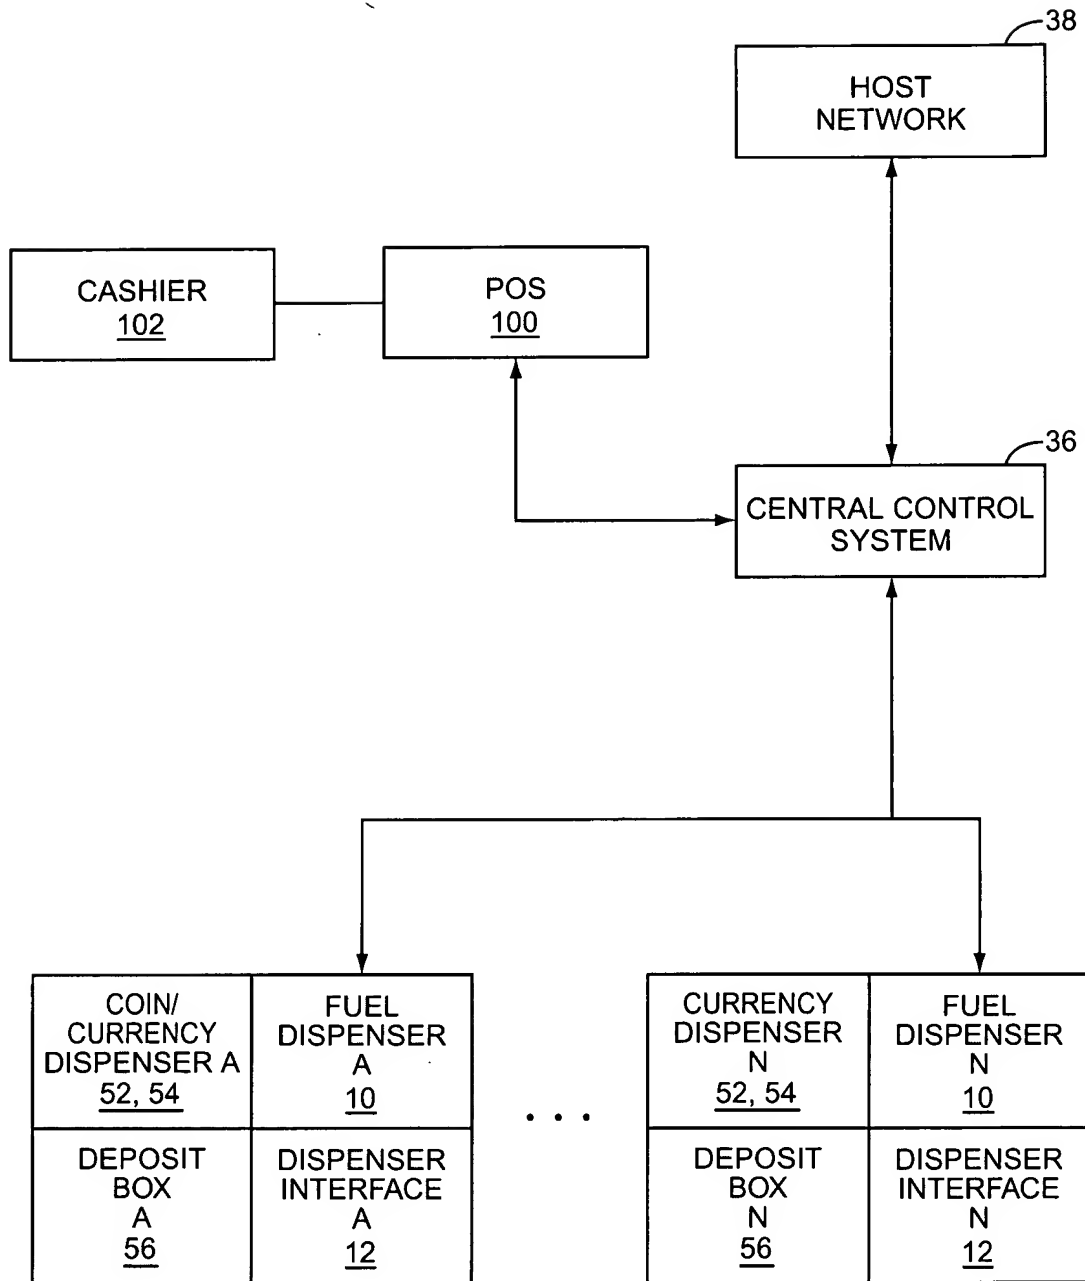 38
HOST
NETWORK
CASHIER
102
POS
100
36
CENTRAL CONTROL
SYSTEM
COIN/
CURRENCY
DISPENSER A
52, 54
FUEL
DISPENSER
A
10
CURRENCY
DISPENSER
N
52, 54
FUEL
DISPENSER
N
10
. . .
DEPOSIT
BOX
A
56
DISPENSER
INTERFACE
A
12
DEPOSIT
BOX
N
56
DISPENSER
INTERFACE
N
12